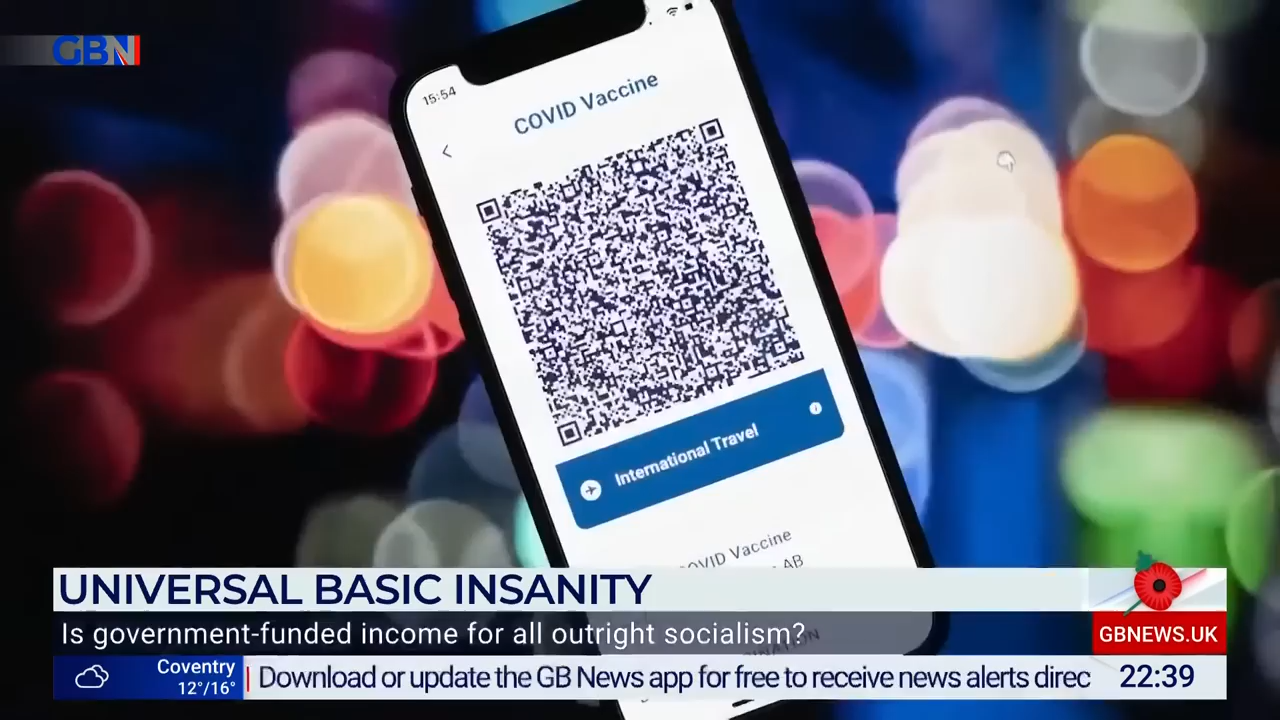 GBN
15:54
COVID Vaccine
International Travel
COVID Vaccine
AB
UNIVERSAL BASIC INSANITY
Is government-funded income for all outright socialism?
GBNEWS.UK
Coventry
12°/16°
Download or update the GB News app for free to receive news alerts direc
22:39